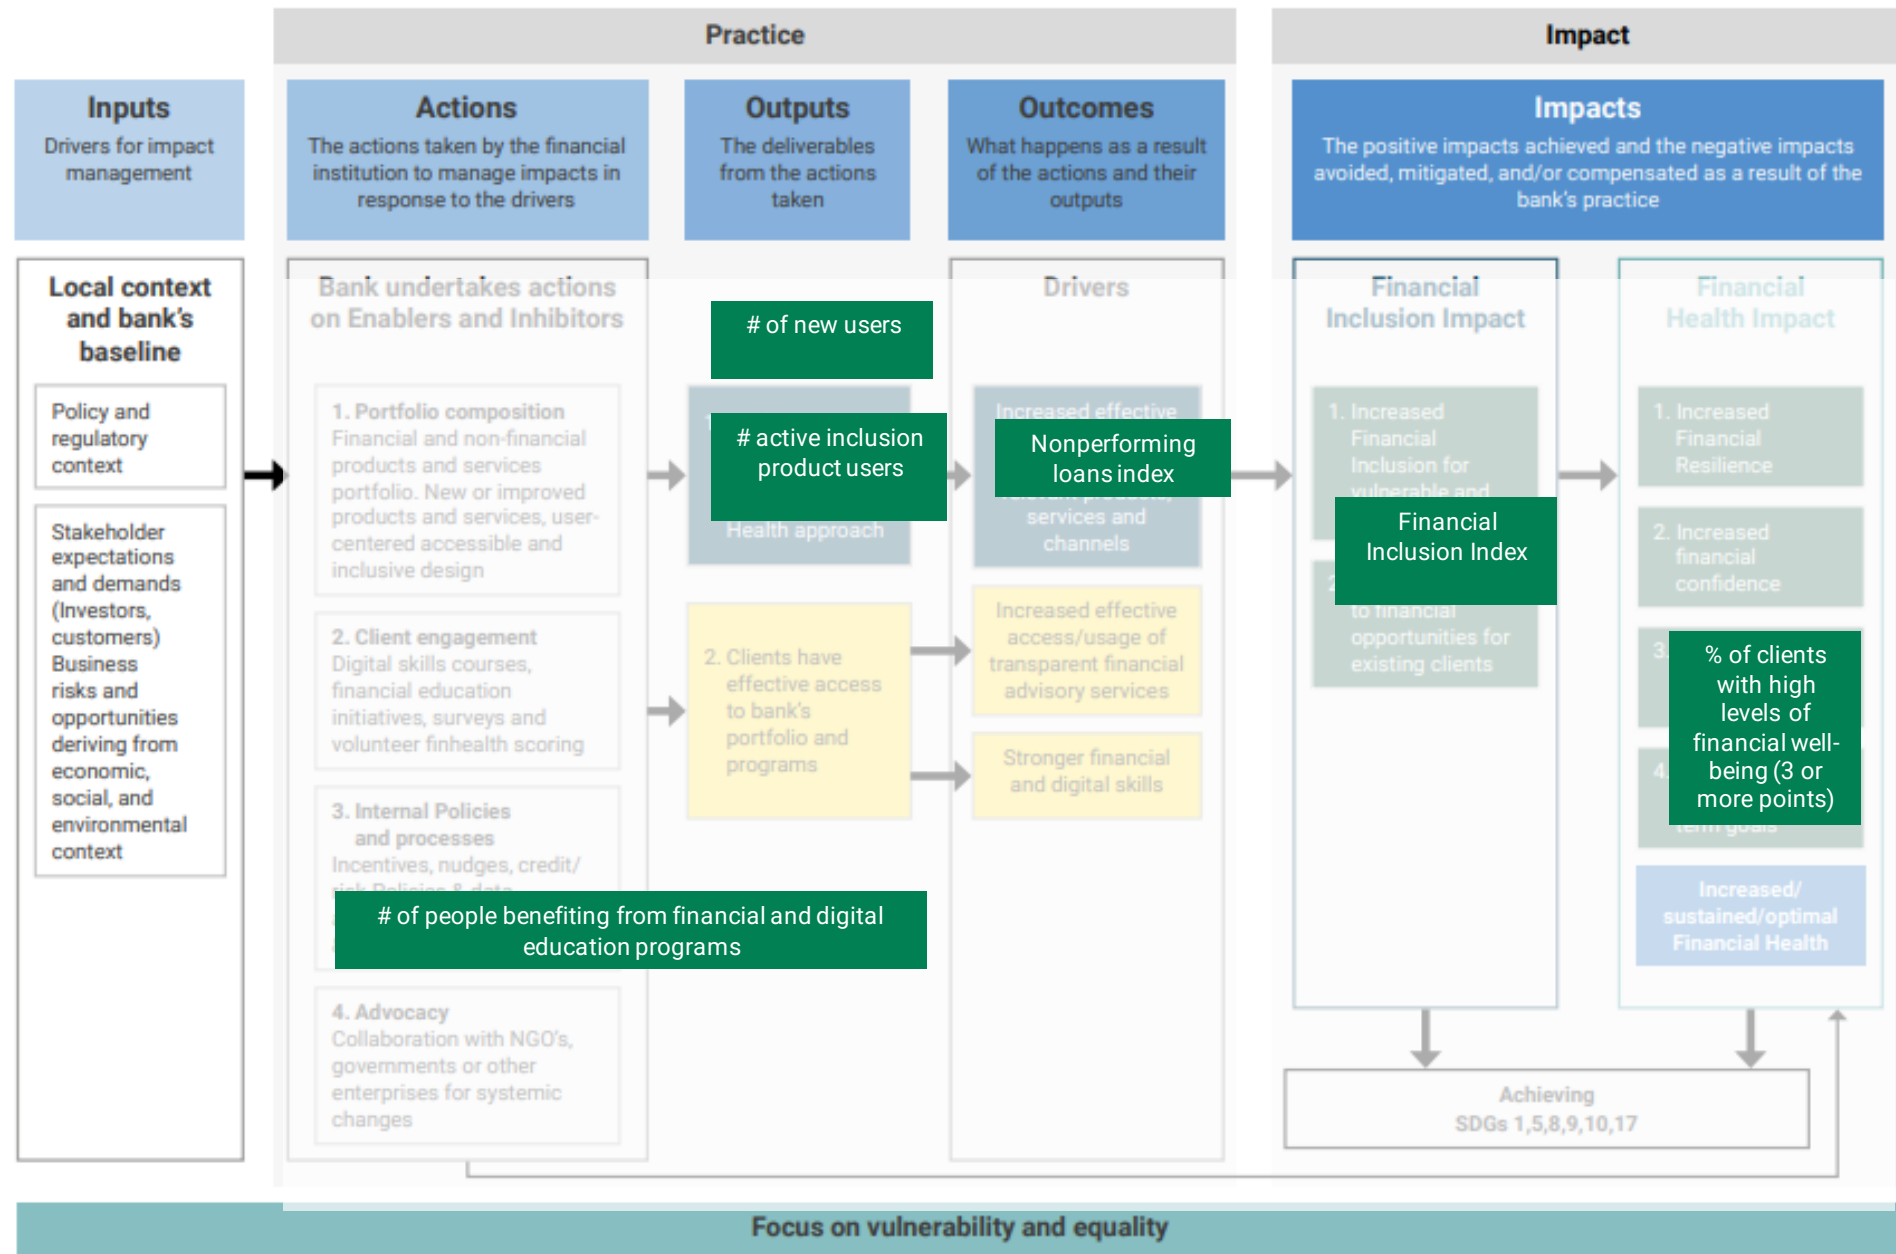 Practice
Impact
Inputs
Drivers for impact
management
Actions
The actions taken by the financial
institution to manage impacts in
response to the drivers
Outputs
The deliverables
from the actions
taken
Outcomes
What happens as a result
of the actions and their
outputs
Impacts
The positive impacts achieved and the negative impacts
avoided, mitigated, and/or compensated as a result of the
bank's practice
Local context
and bank's
baseline
Policy and
regulatory
context
Stakeholder
expectations
and demands
(Investors,
customers)
Business
risks and
opportunities
deriving from
economic,
social, and
environmental
context
Bank undertakes actions
on Enablers and Inhibitors
1. Portfolio composition
Financial and non-financial
products and services
portfolio. New or improved
products and services, user-
centered accessible and
inclusive design
2. Client engagement
Digital skills courses,
financial education
initiatives, surveys and
volunteer finhealth scoring
3. Internal Policies
and processes
Incentives, nudges, credit/
risk Policies & data
# of people benefiting from financial and digital
education programs
4. Advocacy
Collaboration with NGO's,
governments or other
enterprises for systemic
changes
# of new users
# active inclusion
product users
Health approach
2. Clients have
effective access
to bank's
portfolio and
programs
Drivers
Increased effective
Nonperforming
loans index
relevant products,
services and
channels
Increased effective
access/usage of
transparent financial
advisory services
Stronger financial
and digital skills
Financial
Inclusion Impact
1. Increased
Financial
Inclusion for
vulnerable and
Financial
Inclusion Index
to financial
opportunities for
existing clients
Financial
Health Impact
1. Increased
Financial
Resilience
2. Increased
financial
confidence
3.
% of clients
with high
levels of
financial well-
being (3 or
more points)
4.
term goals
Increased/
sustained/optimal
Financial Health
Achieving
SDGs 1,5,8,9,10,17
Focus on vulnerability and equality